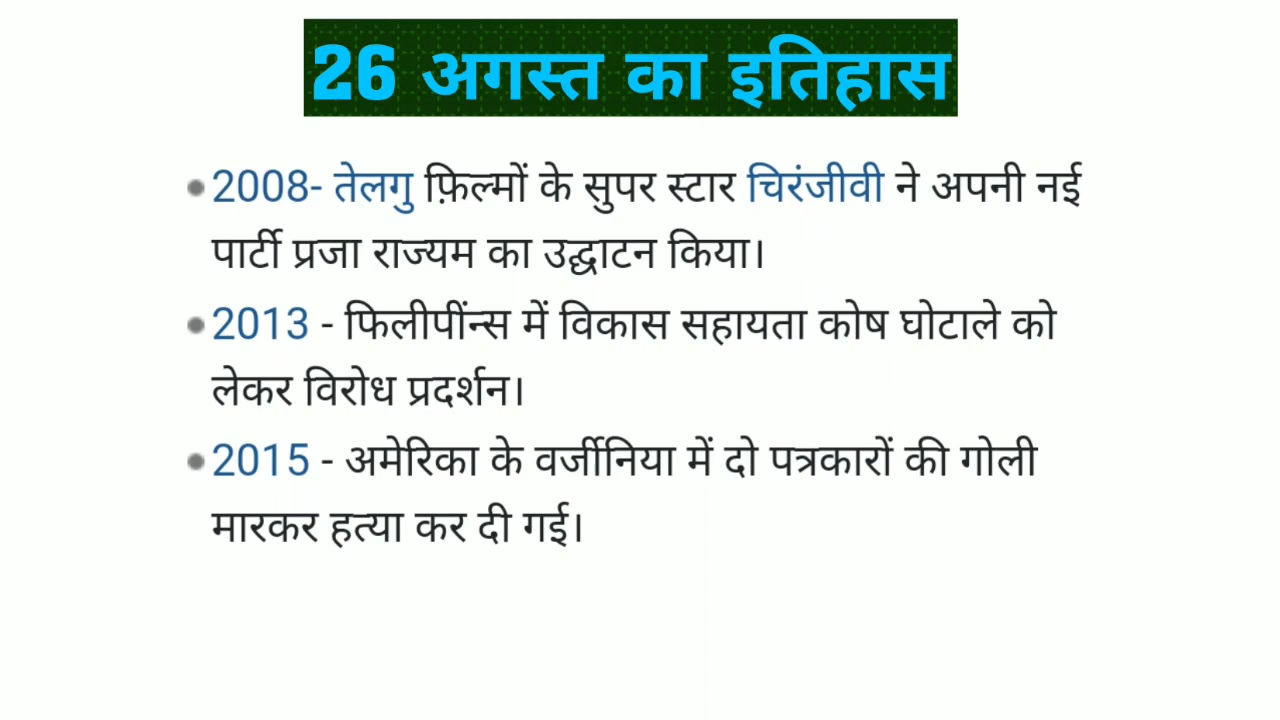 26 अगस्त का इतिहास
2008- तेलगु फ़िल्मों के सुपर स्टार चिरंजीवी ने अपनी नई
पार्टी प्रजा राज्यम का उद्घाटन किया।
2013 - फिलीपींन्स में विकास सहायता कोष घोटाले को
लेकर विरोध प्रदर्शन।
2015 - अमेरिका के वर्जीनिया में दो पत्रकारों की गोली
मारकर हत्या कर दी गई।